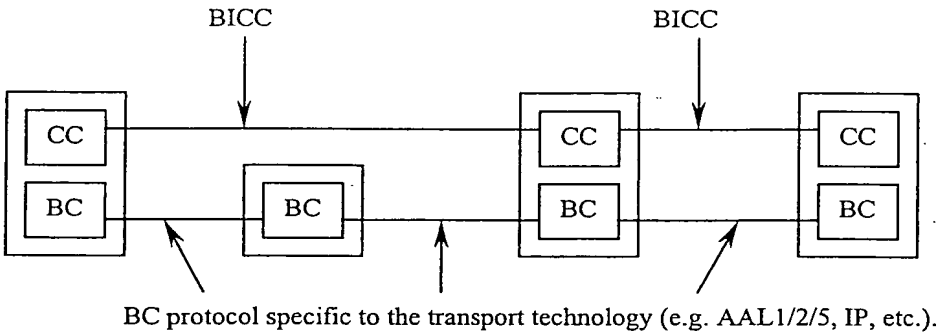 BICC BICC
CC CC CC
BC BC BC BC
BC protocol specific to the transport technology (e.g. AAL1/2/5, IP, etc.).